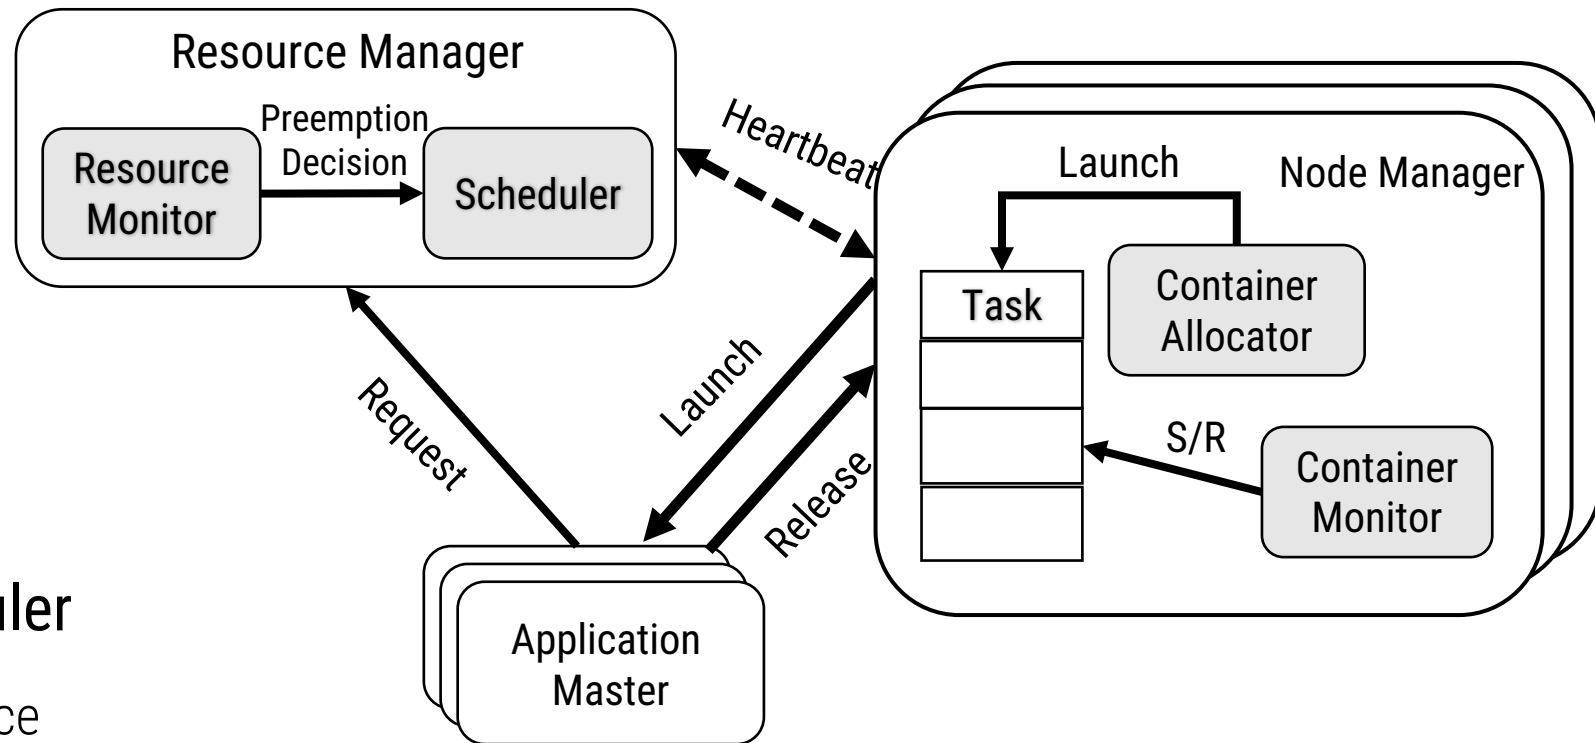 Resource Manager
Preemption
Decision
Resource
Monitor
Scheduler
Heartbeat
Launch
Node Manager
Task
Container
Allocator
S/R
Container
Monitor
Request
Launch
Release
Application
Master
uler
ce